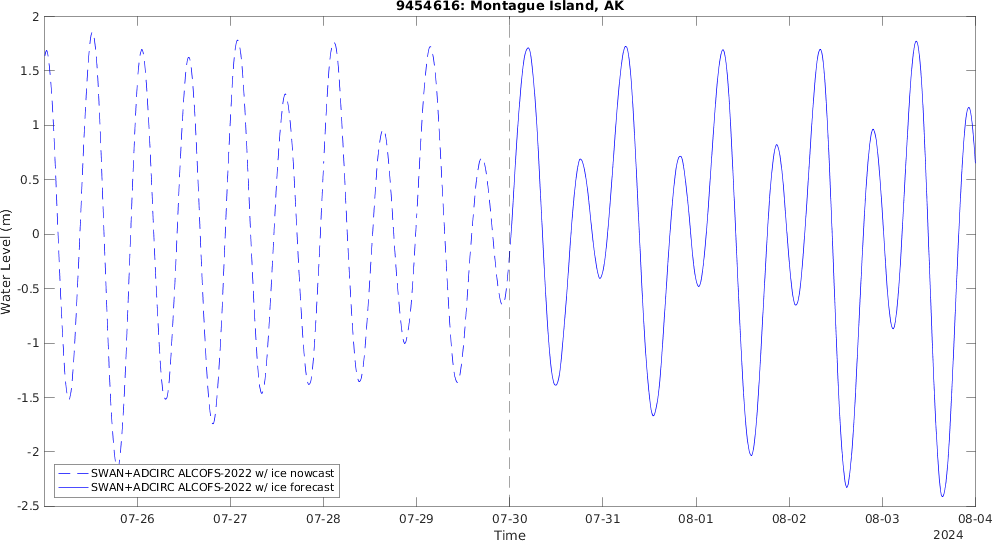 9454616: Montague Island, AK
Water Level (m)
2
1.5
1
0.5
0
-0.5
-1
-1.5
-2
-2.5
SWAN+ADCIRC ALCOFS-2022 w/ ice nowcast
SWAN+ADCIRC ALCOFS-2022 w/ ice forecast
07-26 07-27 07-28 07-29 07-30 07-31 08-01 08-02 08-03 08-04
Time
2024